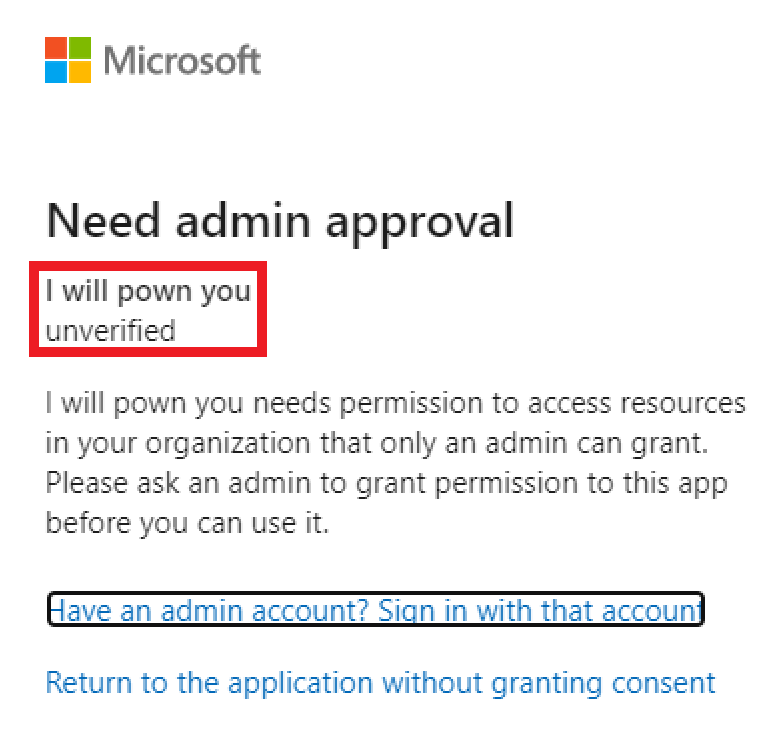 Microsoft
Need admin approval
I will pown you
unverified
I will pown you needs permission to access resources
in your organization that only an admin can grant.
Please ask an admin to grant permission to this app
before you can use it.
Have an admin account? Sign in with that account
Return to the application without granting consent